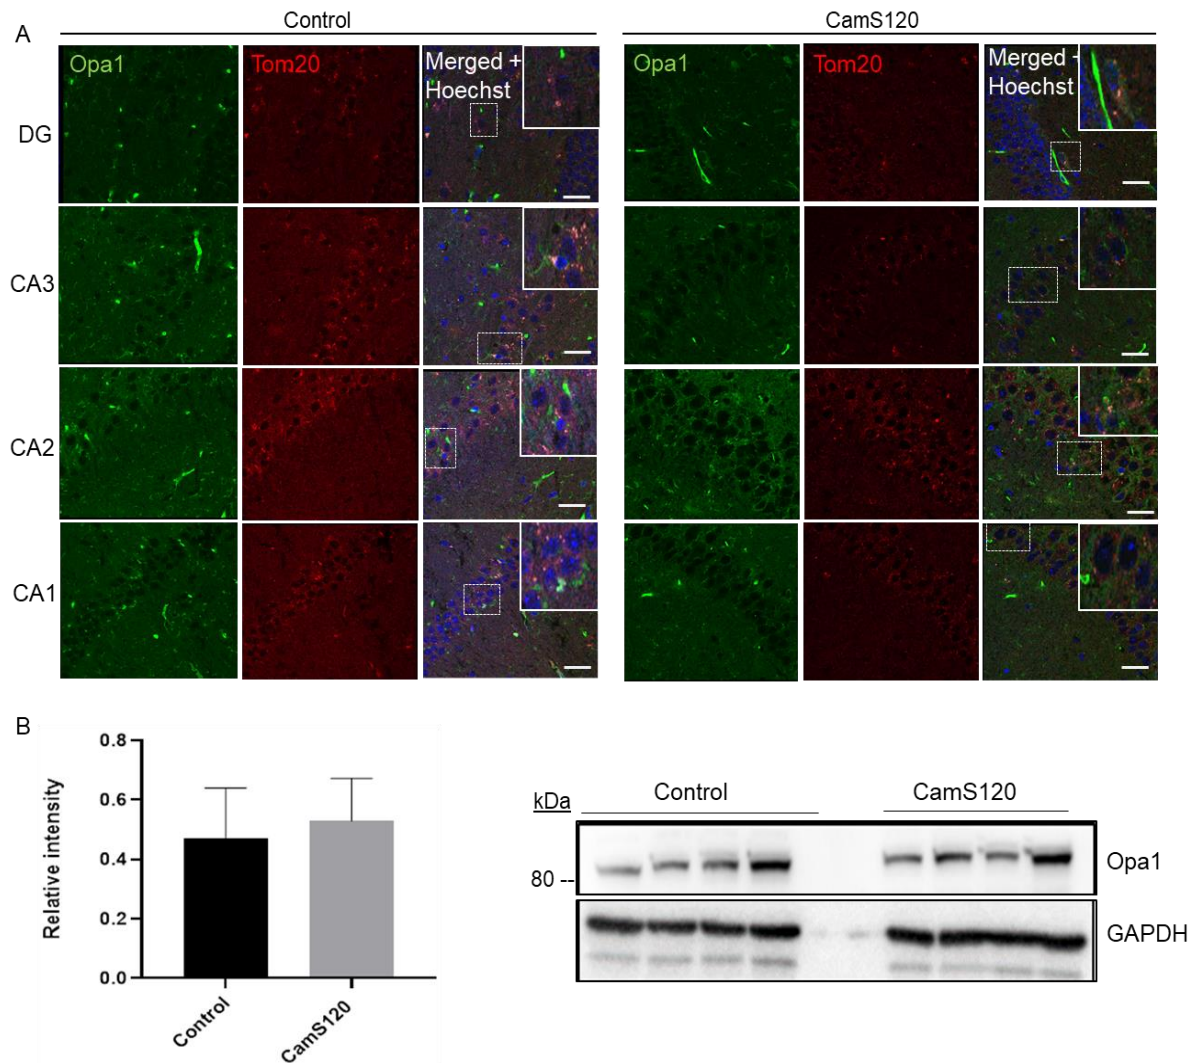 A
Control
CamS120
Opa1
Tom20
Merged +
Hoechst
Opa1
Tom20
Merged +
Hoechst
DG
CA3
CA2
CA1
B
0.8
0.6
0.4
0.2
0.0
Relative intensity
Control
CamS120
kDa
Control
CamS120
80 --
Opa1
GAPDH